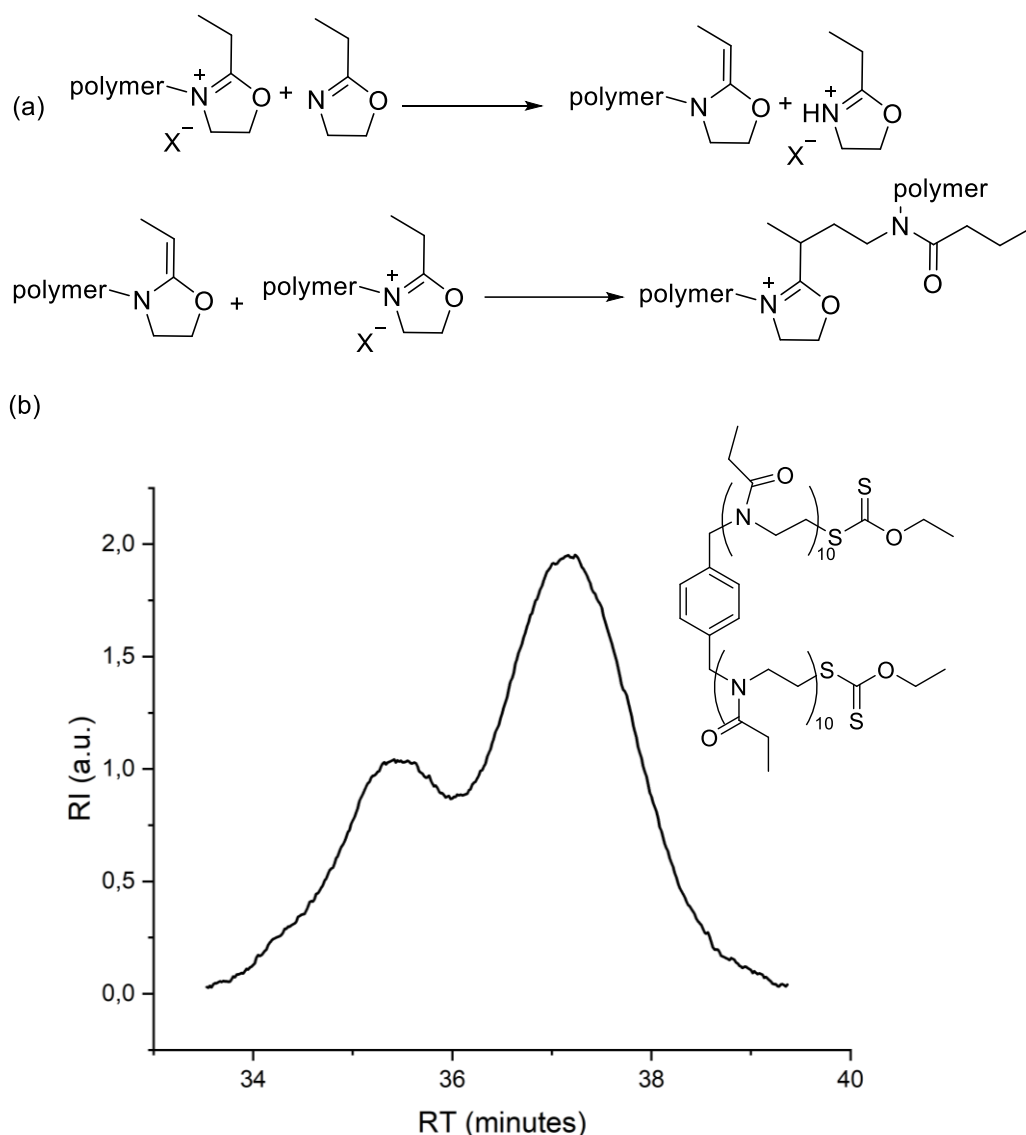 (a)
polymer N + O + N O polymer N O + HN + O
X−
X−
polymer N O + polymer N + O
X−
polymer
N
O
polymer N + O
(b)
O
N S S O
10
N S O S
10
O
2,0
1,5
1,0
0,5
0,0
RI (a.u.)
34 36 38 40
RT (minutes)